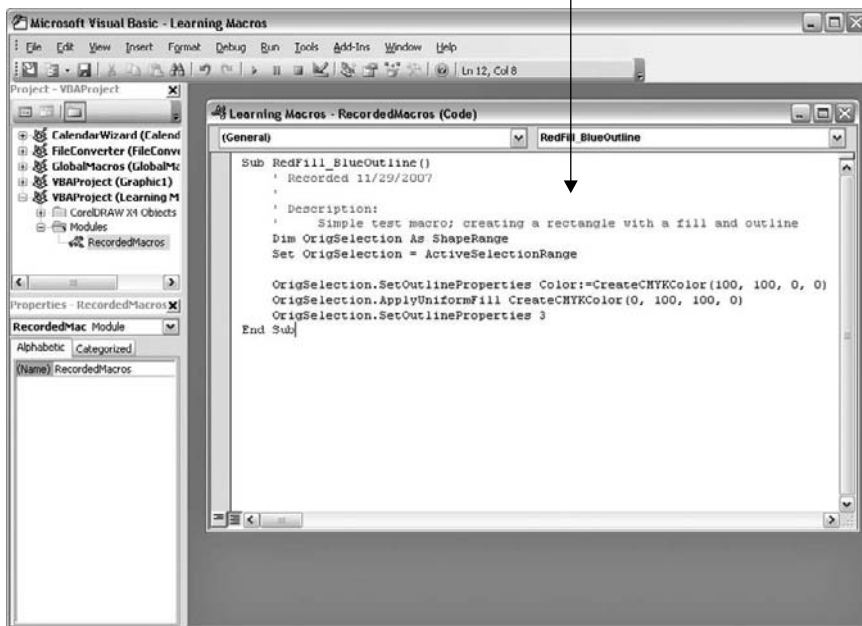 Microsoft Visual Basic - Learning Macros
File Edit View Insert Format Debug Run Tools Add-Ins Window Help
Ln 12, Col 8
Project - VBAProject
CalendarWizard (Calend
FileConverter (FileConve
GlobalMacros (GlobalMa
VBAProject (Graphic1)
VBAProject (Learning M
CorelDRAW X4 Objects
Modules
RecordedMacros
Properties - RecordedMacros
RecordedMac Module
Alphabetic Categorized
(Name) RecordedMacros
Learning Macros - RecordedMacros (Code)
(General) RedFill_BlueOutline
Sub RedFill_BlueOutline()
' Recorded 11/29/2007
'
' Description:
' Simple test macro; creating a rectangle with a fill and outline
Dim OrigSelection As ShapeRange
Set OrigSelection = ActiveSelectionRange
OrigSelection.SetOutlineProperties Color:=CreateCMYKColor(100, 100, 0, 0)
OrigSelection.ApplyUniformFill CreateCMYKColor(0, 100, 100, 0)
OrigSelection.SetOutlineProperties 3
End Sub